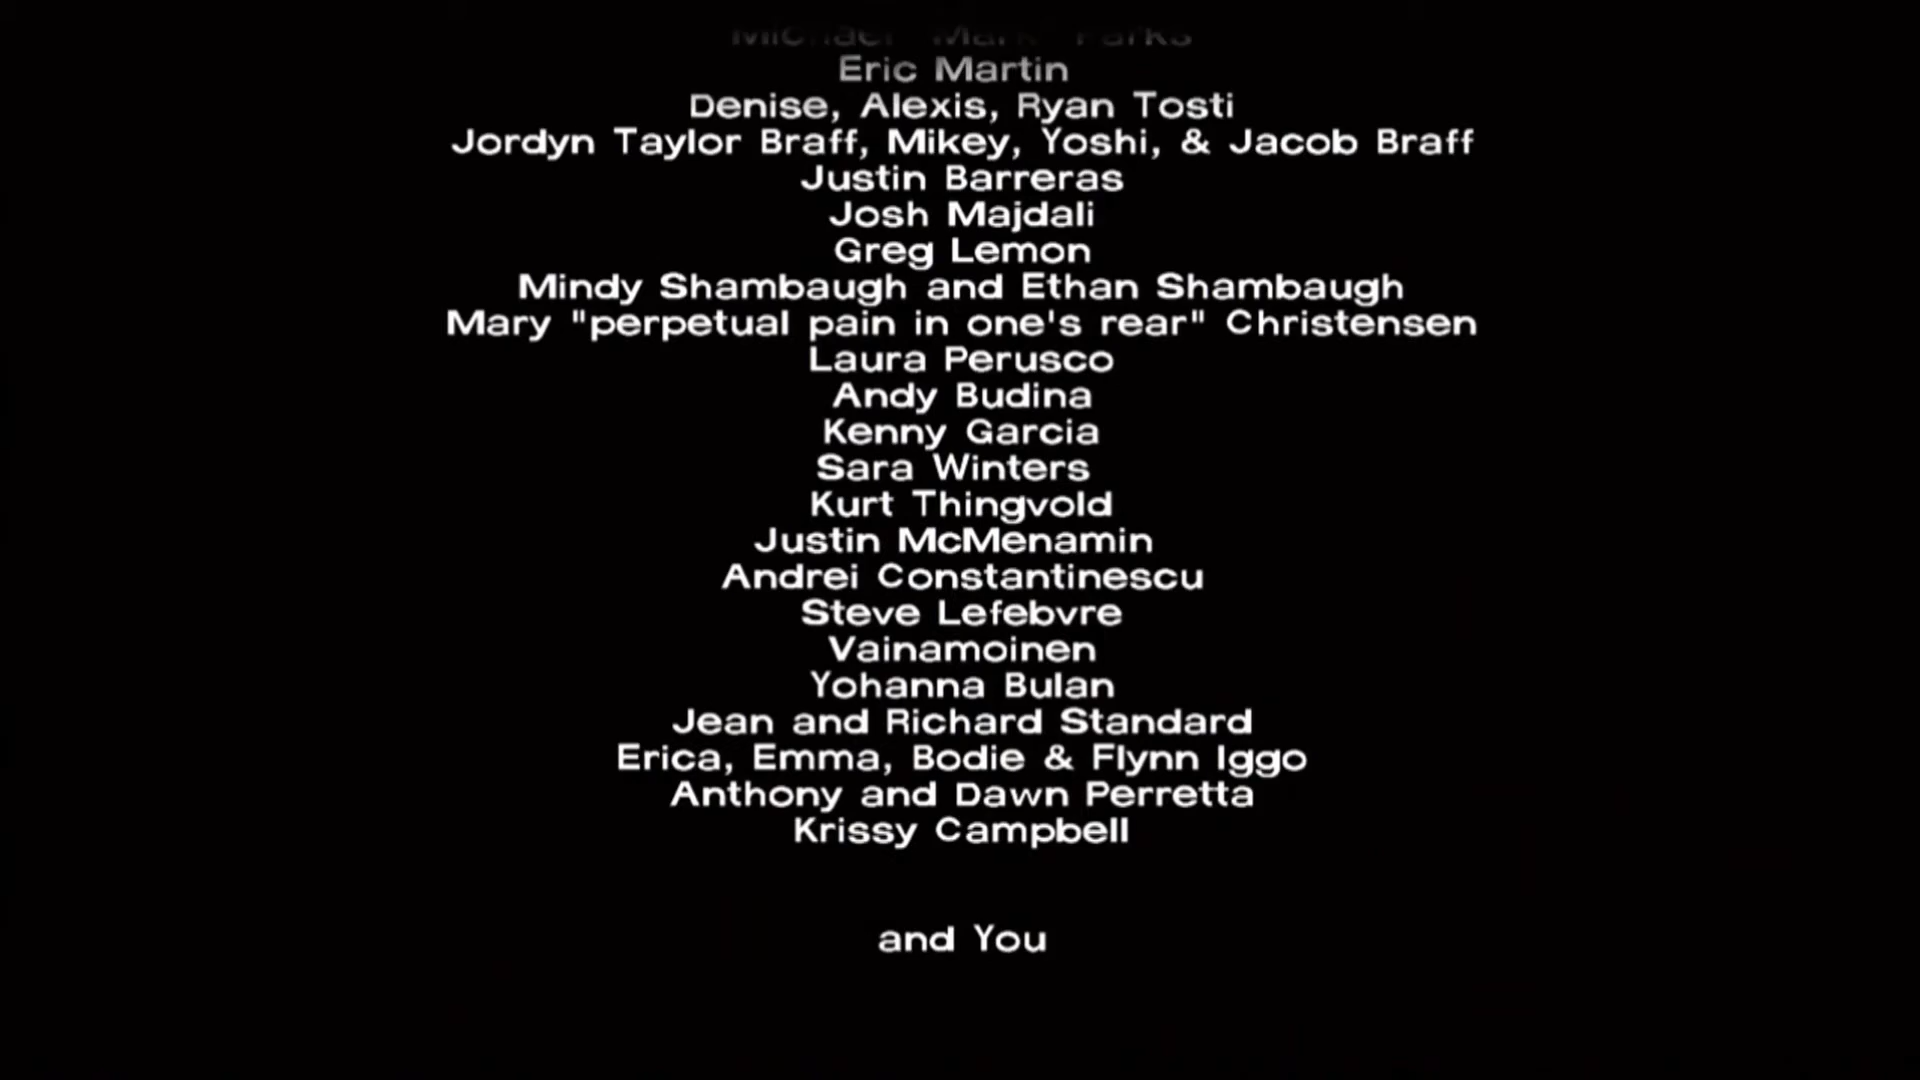 Eric Martin
Denise, Alexis, Ryan Tosti
Jordyn Taylor Braff, Mikey, Yoshi, & Jacob Braff
Justin Barreras
Josh Majdali
Greg Lemon
Mindy Shambaugh and Ethan Shambaugh
Mary "perpetual pain in one's rear" Christensen
Laura Perusco
Andy Budina
Kenny Garcia
Sara Winters
Kurt Thingvold
Justin McMenamin
Andrei Constantinescu
Steve Lefebvre
Vainamoinen
Yohanna Bulan
Jean and Richard Standard
Erica, Emma, Bodie & Flynn Iggo
Anthony and Dawn Perretta
Krissy Campbell
and You